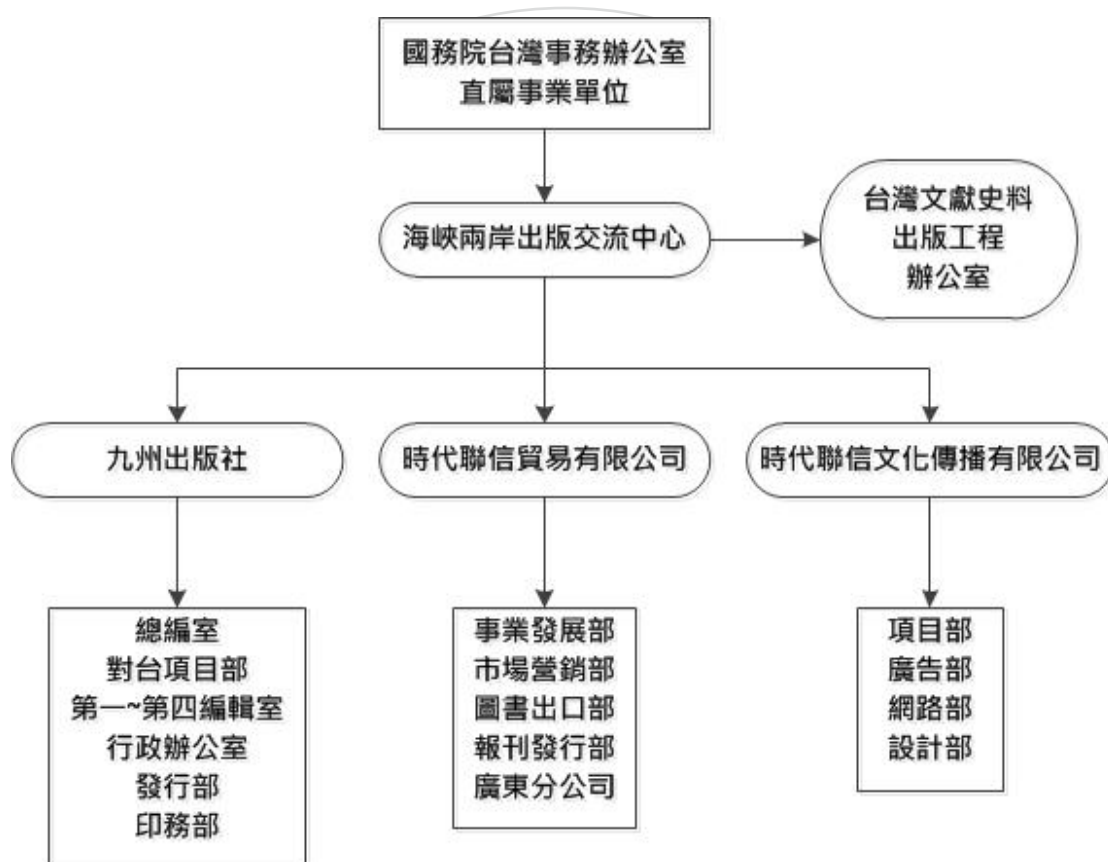 國務院台灣事務辦公室
直屬事業單位
海峽兩岸出版交流中心
台灣文獻史料
出版工程
辦公室
九州出版社
時代聯信貿易有限公司
時代聯信文化傳播有限公司
總編室
對台項目部
第一~第四編輯室
行政辦公室
發行部
印務部
事業發展部
市場營銷部
圖書出口部
報刊發行部
廣東分公司
項目部
廣告部
網路部
設計部